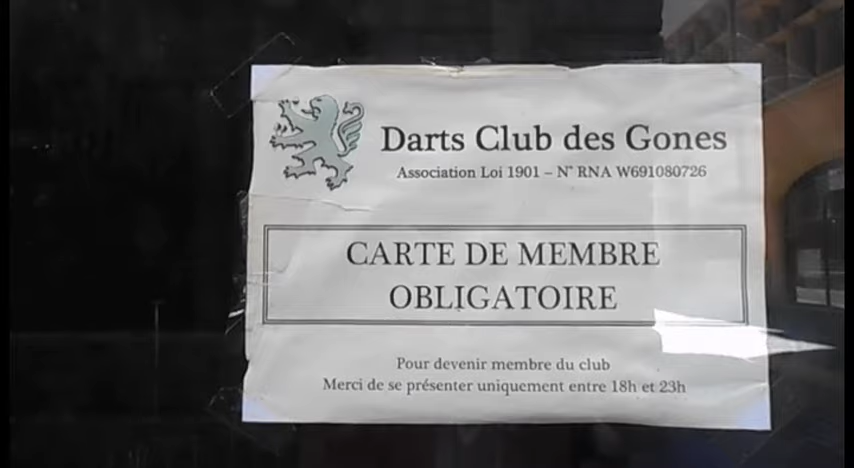 Darts Club des Gones
Association Loi 1901 – N° RNA W691080726
CARTE DE MEMBRE
OBLIGATOIRE
Pour devenir membre du club
Merci de se présenter uniquement entre 18h et 23h